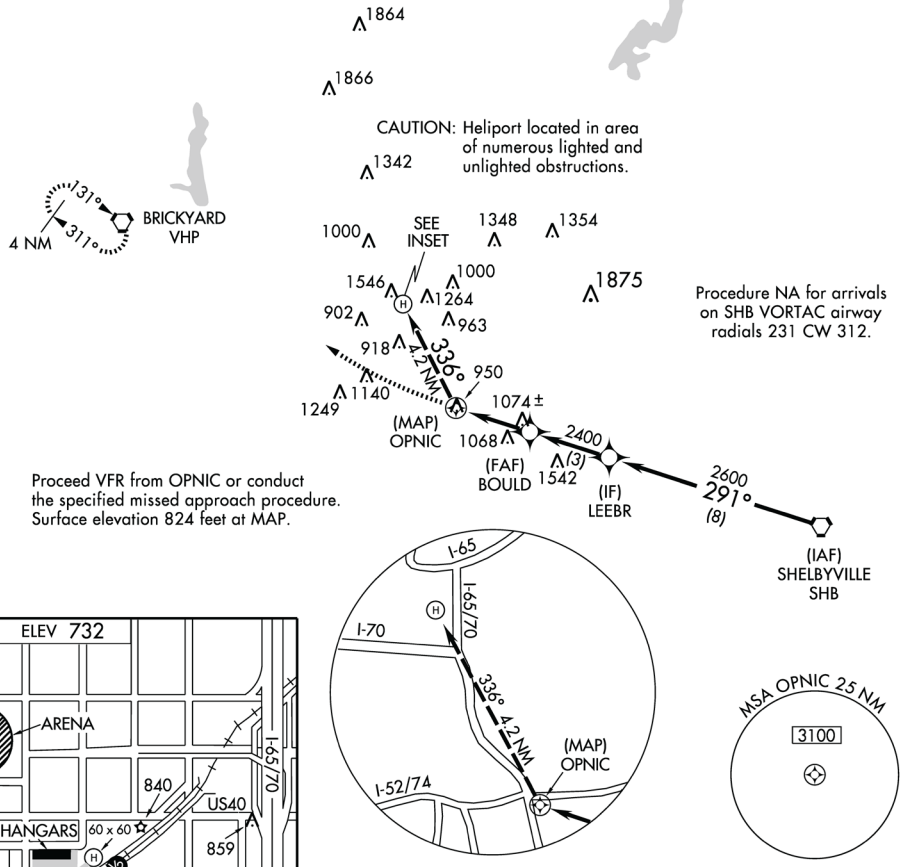 1864
1866
CAUTION: Heliport located in area
of numerous lighted and
unlighted obstructions.
1342
131°
311°
4 NM
BRICKYARD
VHP
SEE
INSET
1000
1348
1354
1546
1000
1264
1875
902
963
918
336°
4.2 NM
Procedure NA for arrivals
on SHB VORTAC airway
radials 231 CW 312.
950
1140
1249
(MAP)
OPNIC
1074±
1068
(FAF)
BOULD
2400
(3)
1542
(IF)
LEEBR
2600
291°
(8)
(IAF)
SHELBYVILLE
SHB
Proceed VFR from OPNIC or conduct
the specified missed approach procedure.
Surface elevation 824 feet at MAP.
I-65
H
I-65/70
I-70
336° 4.2 NM
(MAP)
OPNIC
I-52/74
MSA OPNIC 25 NM
3100
ELEV 732
ARENA
I-65/70
840
US40
HANGARS
60 x 60
H
859
H